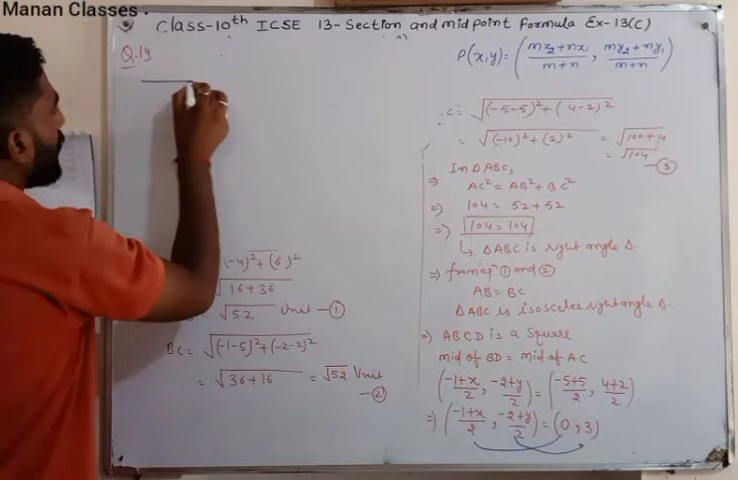 Manan Classes .
Class-10th ICSE 13-Section and midpoint Formula Ex-13(C)
Q.14
P(x,y) = (mx₂+nx₁/m+n, my₂+ny₁/m+n)
(-4)²+(6)²
√16+36
√52 Unit —①
BC = √(-1-5)²+(-2-2)²
= √36+16 = √52 Unit —②
C = √(-5-5)²+(4-2)²
= √(-10)²+(2)² = √100+4
= √104 —③
In △ABC,
⇒ AC² = AB²+BC²
⇒ 104 = 52+52
⇒ 104 = 104
↳ △ABC is right angle △.
⇒ from eq ① and ②
AB = BC
△ABC is isosceles right angle △.
⇒ ABCD is a Square
mid of BD = mid of AC
(-1+x/2, -2+y/2) = (-5+5/2, 4+2/2)
⇒ (-1+x/2, -2+y/2) = (0, 3)